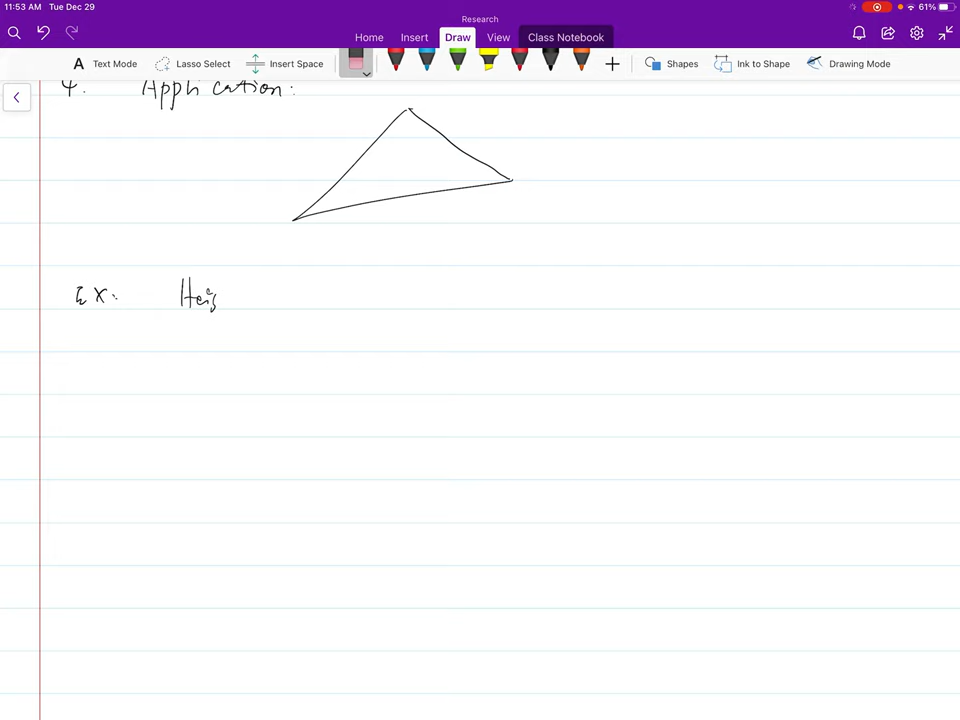 11:53 AM Tue Dec 29
61%
Research
Home Insert Draw View Class Notebook
A Text Mode Lasso Select Insert Space Shapes Ink to Shape Drawing Mode
4. Application:
Ex: Heig